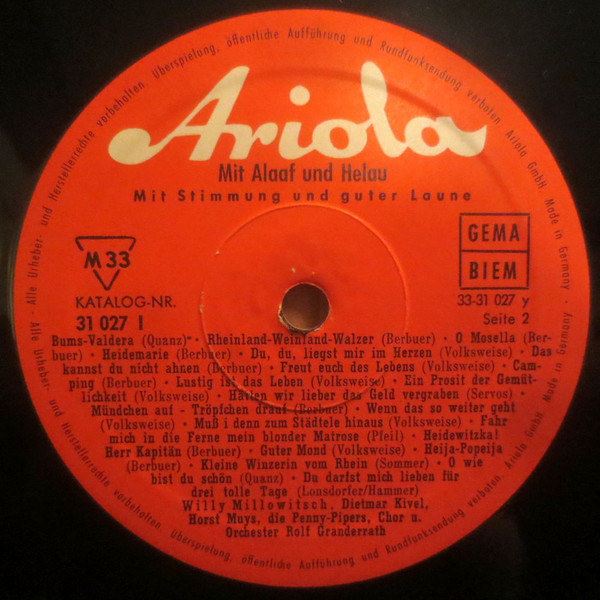 Alle Urheber- und Herstellerrechte vorbehalten. Überspielung, öffentliche Aufführung und Rundfunksendung verboten. Ariola GmbH. Made in Germany ·
Alle Urheber- und Herstellerrechte vorbehalten. Überspielung, öffentliche Aufführung und Rundfunksendung verboten. Ariola GmbH. Made in Germany ·
Ariola
Mit Alaaf und Helau
Mit Stimmung und guter Laune
M 33
KATALOG-NR.
31 027 I
GEMA
BIEM
33-31 027 y
Seite 2
Bums-Valdera (Quanz) · Rheinland-Weinland-Walzer (Berbuer) · O Mosella (Ber-
buer) · Heidemarie (Berbuer) · Du, du, liegst mir im Herzen (Volksweise) · Das
kannst du nicht ahnen (Berbuer) · Freut euch des Lebens (Volksweise) · Cam-
ping (Berbuer) · Lustig ist das Leben (Volksweise) · Ein Prosit der Gemüt-
lichkeit (Volksweise) · Hätten wir lieber das Geld vergraben (Servos) ·
Mündchen auf - Tröpfchen drauf (Berbuer) · Wenn das so weiter geht
(Volksweise) · Muß i denn zum Städtele hinaus (Volksweise) · Fahr
mich in die Ferne mein blonder Matrose (Pfeil) · Heidewitzka!
Herr Kapitän (Berbuer) · Guter Mond (Volksweise) · Heija-Popeija
(Berbuer) · Kleine Winzerin vom Rhein (Sommer) · O wie
bist du schön (Quanz) · Du darfst mich lieben für
drei tolle Tage (Lonsdorfer/Hammer)
Willy Millowitsch, Dietmar Kivel,
Horst Muys, die Penny-Pipers, Chor u.
Orchester Rolf Granderrath